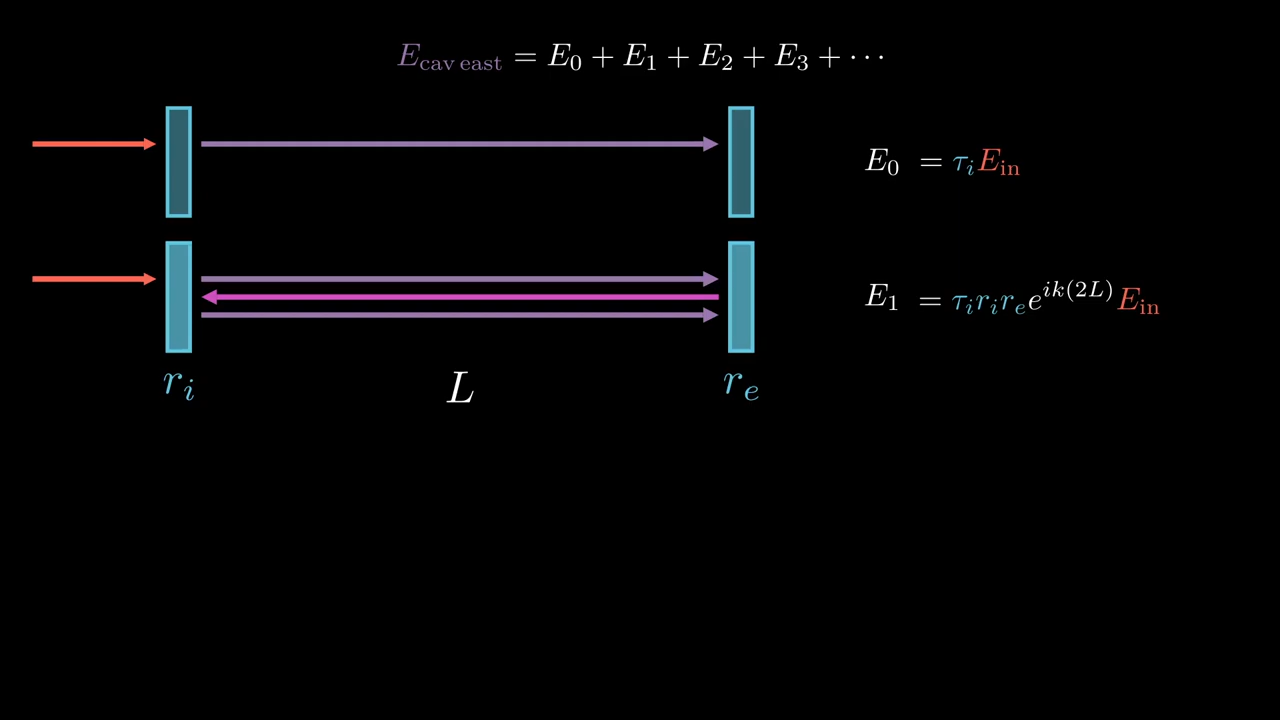 E_cav east = E_0 + E_1 + E_2 + E_3 + ⋯
E_0 = τ_i E_in
E_1 = τ_i r_i r_e e^{ik(2L)} E_in
r_i L r_e